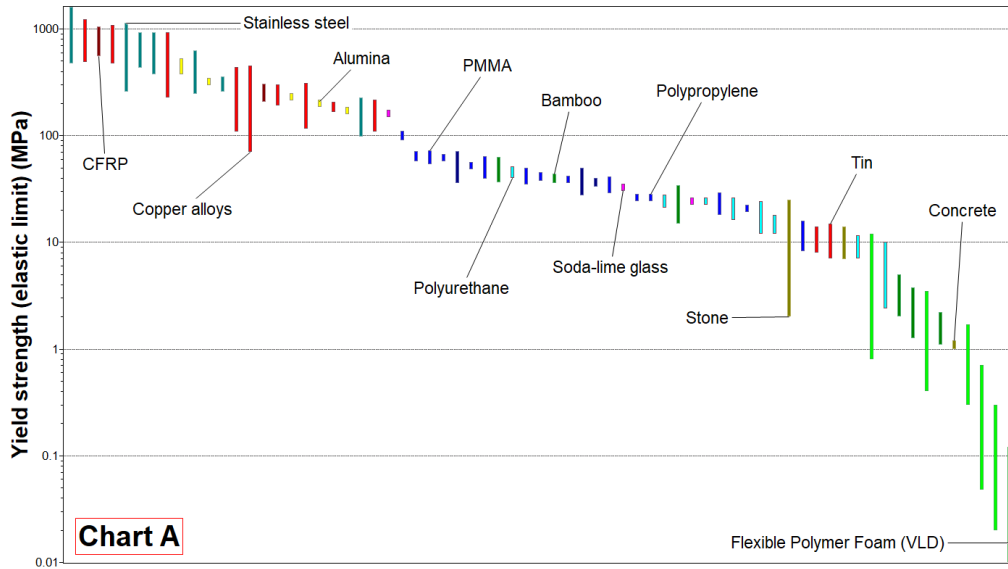 Yield strength (elastic limit) (MPa)
1000
100
10
1
0.1
0.01
Stainless steel
Alumina
PMMA
Bamboo
Polypropylene
CFRP
Tin
Copper alloys
Concrete
Soda-lime glass
Polyurethane
Stone
Chart A
Flexible Polymer Foam (VLD)